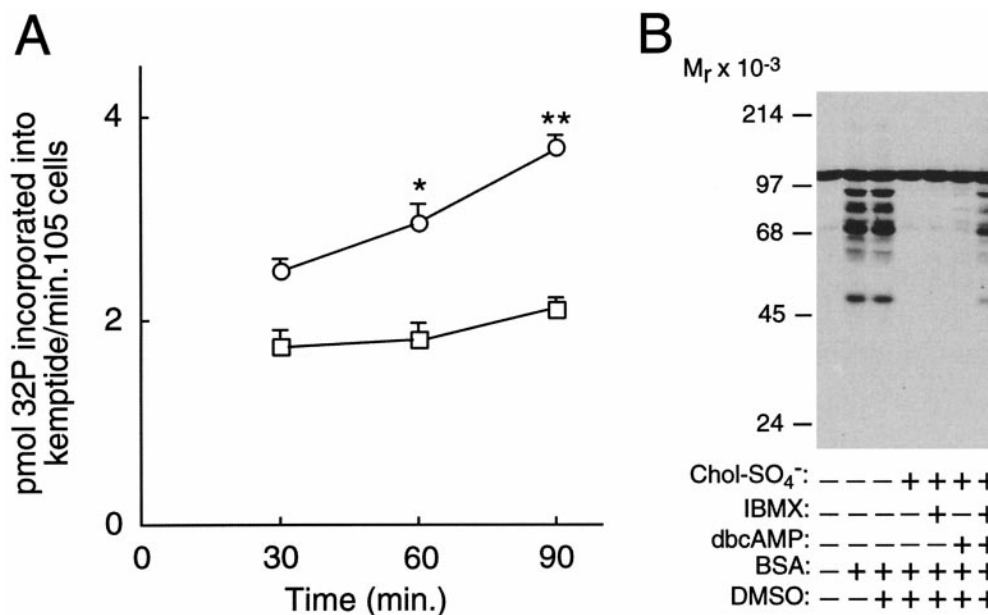 A
B
pmol 32P incorporated into
kemptide/min.105 cells
4
2
0
*
**
0
30
60
90
Time (min.)
Mr x 10-3
214
97
68
45
24
Chol-SO4-: − − − + + + +
IBMX: − − − − + − +
dbcAMP: − − − − − + +
BSA: − + + + + + +
DMSO: − − + + + + +